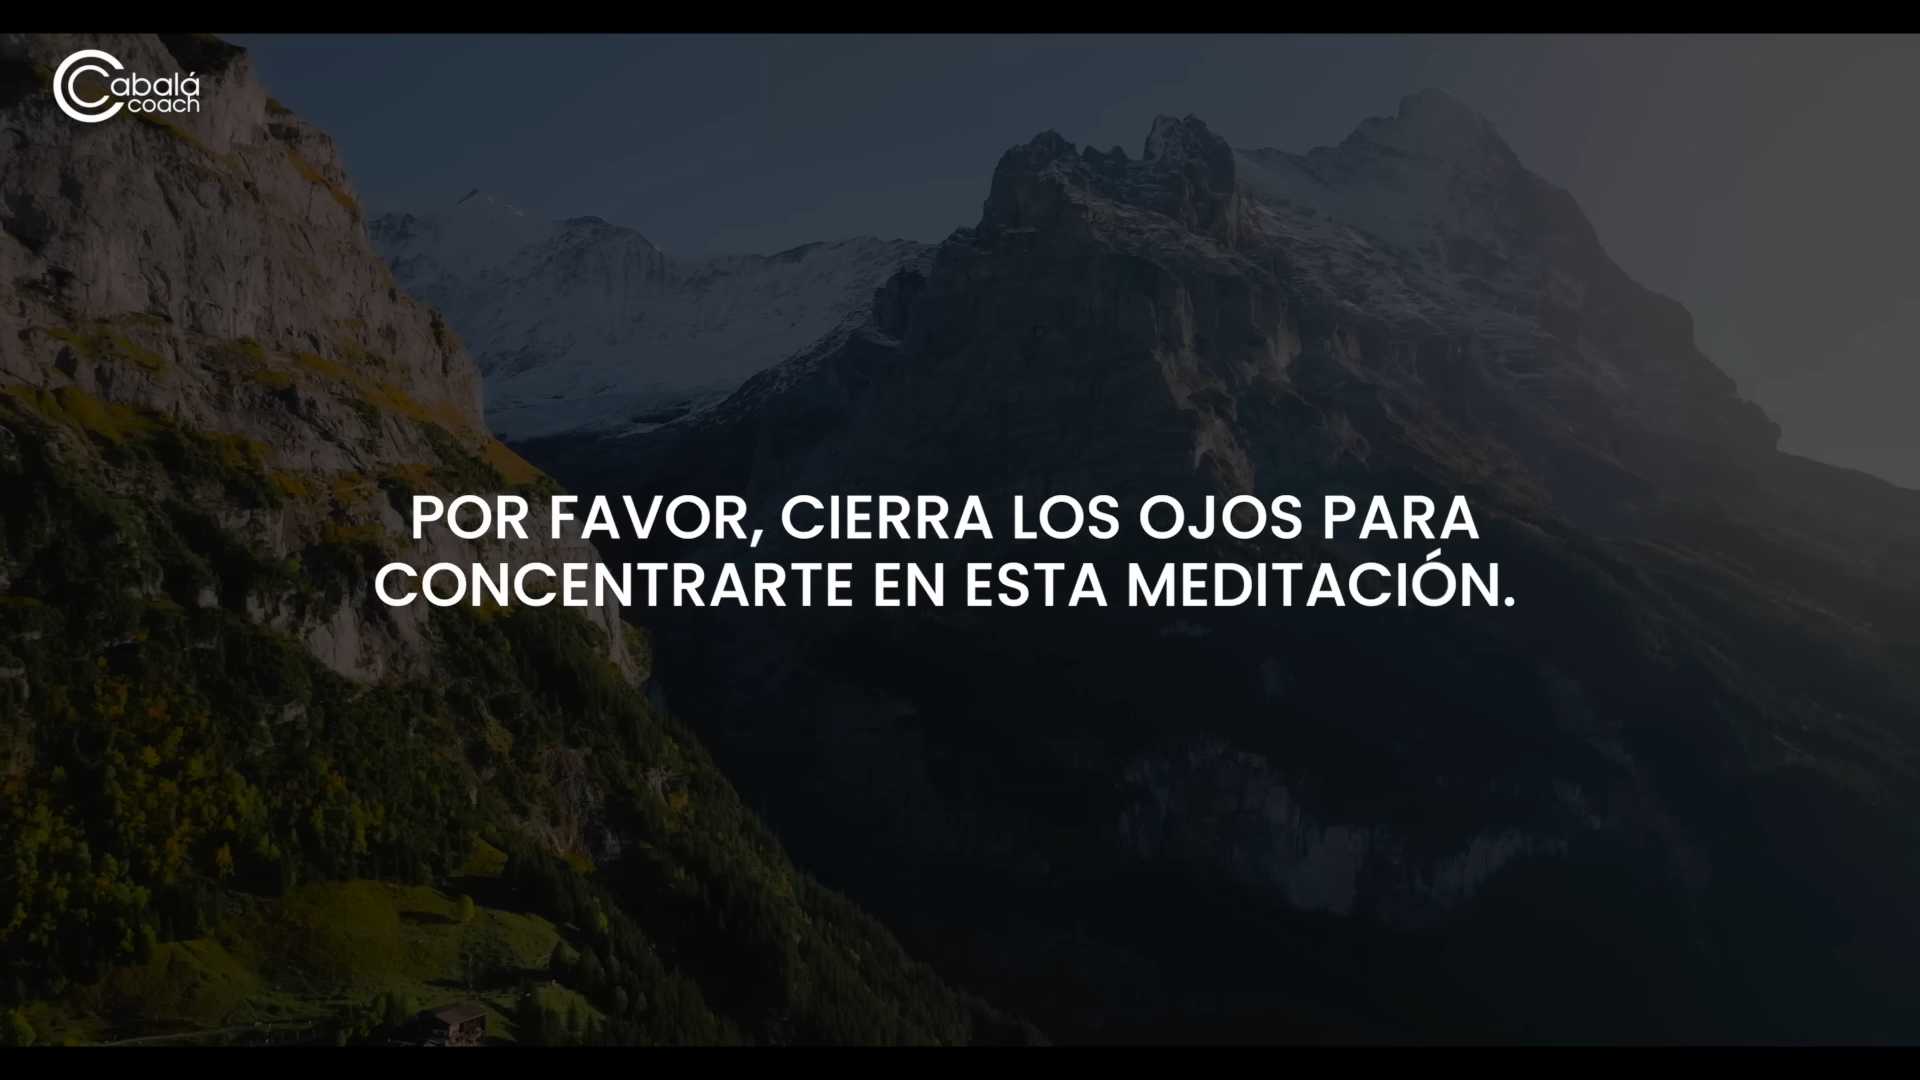 Cabalá
coach
POR FAVOR, CIERRA LOS OJOS PARA
CONCENTRARTE EN ESTA MEDITACIÓN.